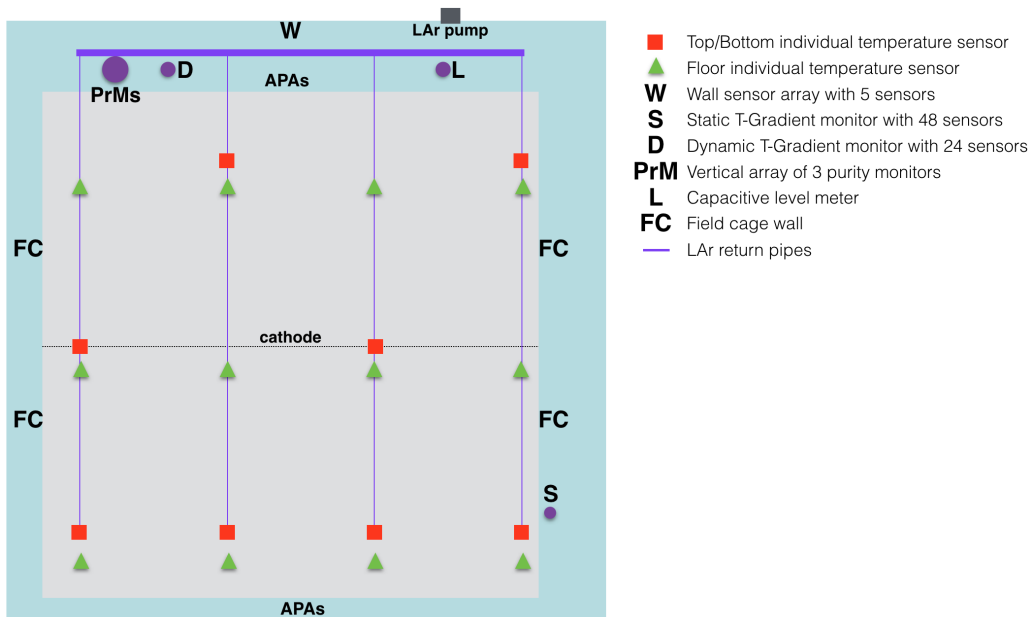 W
LAr pump
D
L
PrMs
APAs
FC
FC
cathode
FC
FC
S
APAs
Top/Bottom individual temperature sensor
Floor individual temperature sensor
W Wall sensor array with 5 sensors
S Static T-Gradient monitor with 48 sensors
D Dynamic T-Gradient monitor with 24 sensors
PrM Vertical array of 3 purity monitors
L Capacitive level meter
FC Field cage wall
LAr return pipes